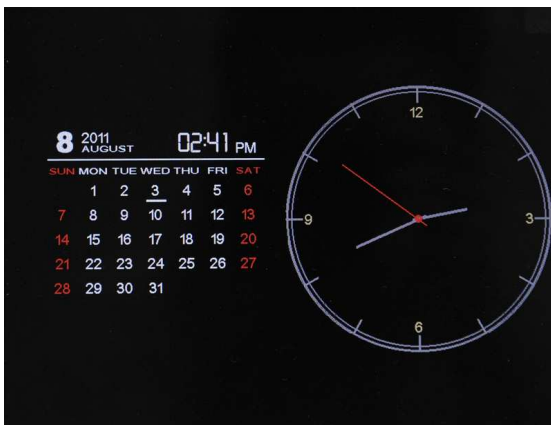 8 2011 AUGUST 02:41 PM
SUN MON TUE WED THU FRI SAT
1 2 3 4 5 6
7 8 9 10 11 12 13
14 15 16 17 18 19 20
21 22 23 24 25 26 27
28 29 30 31
12
9 3
6